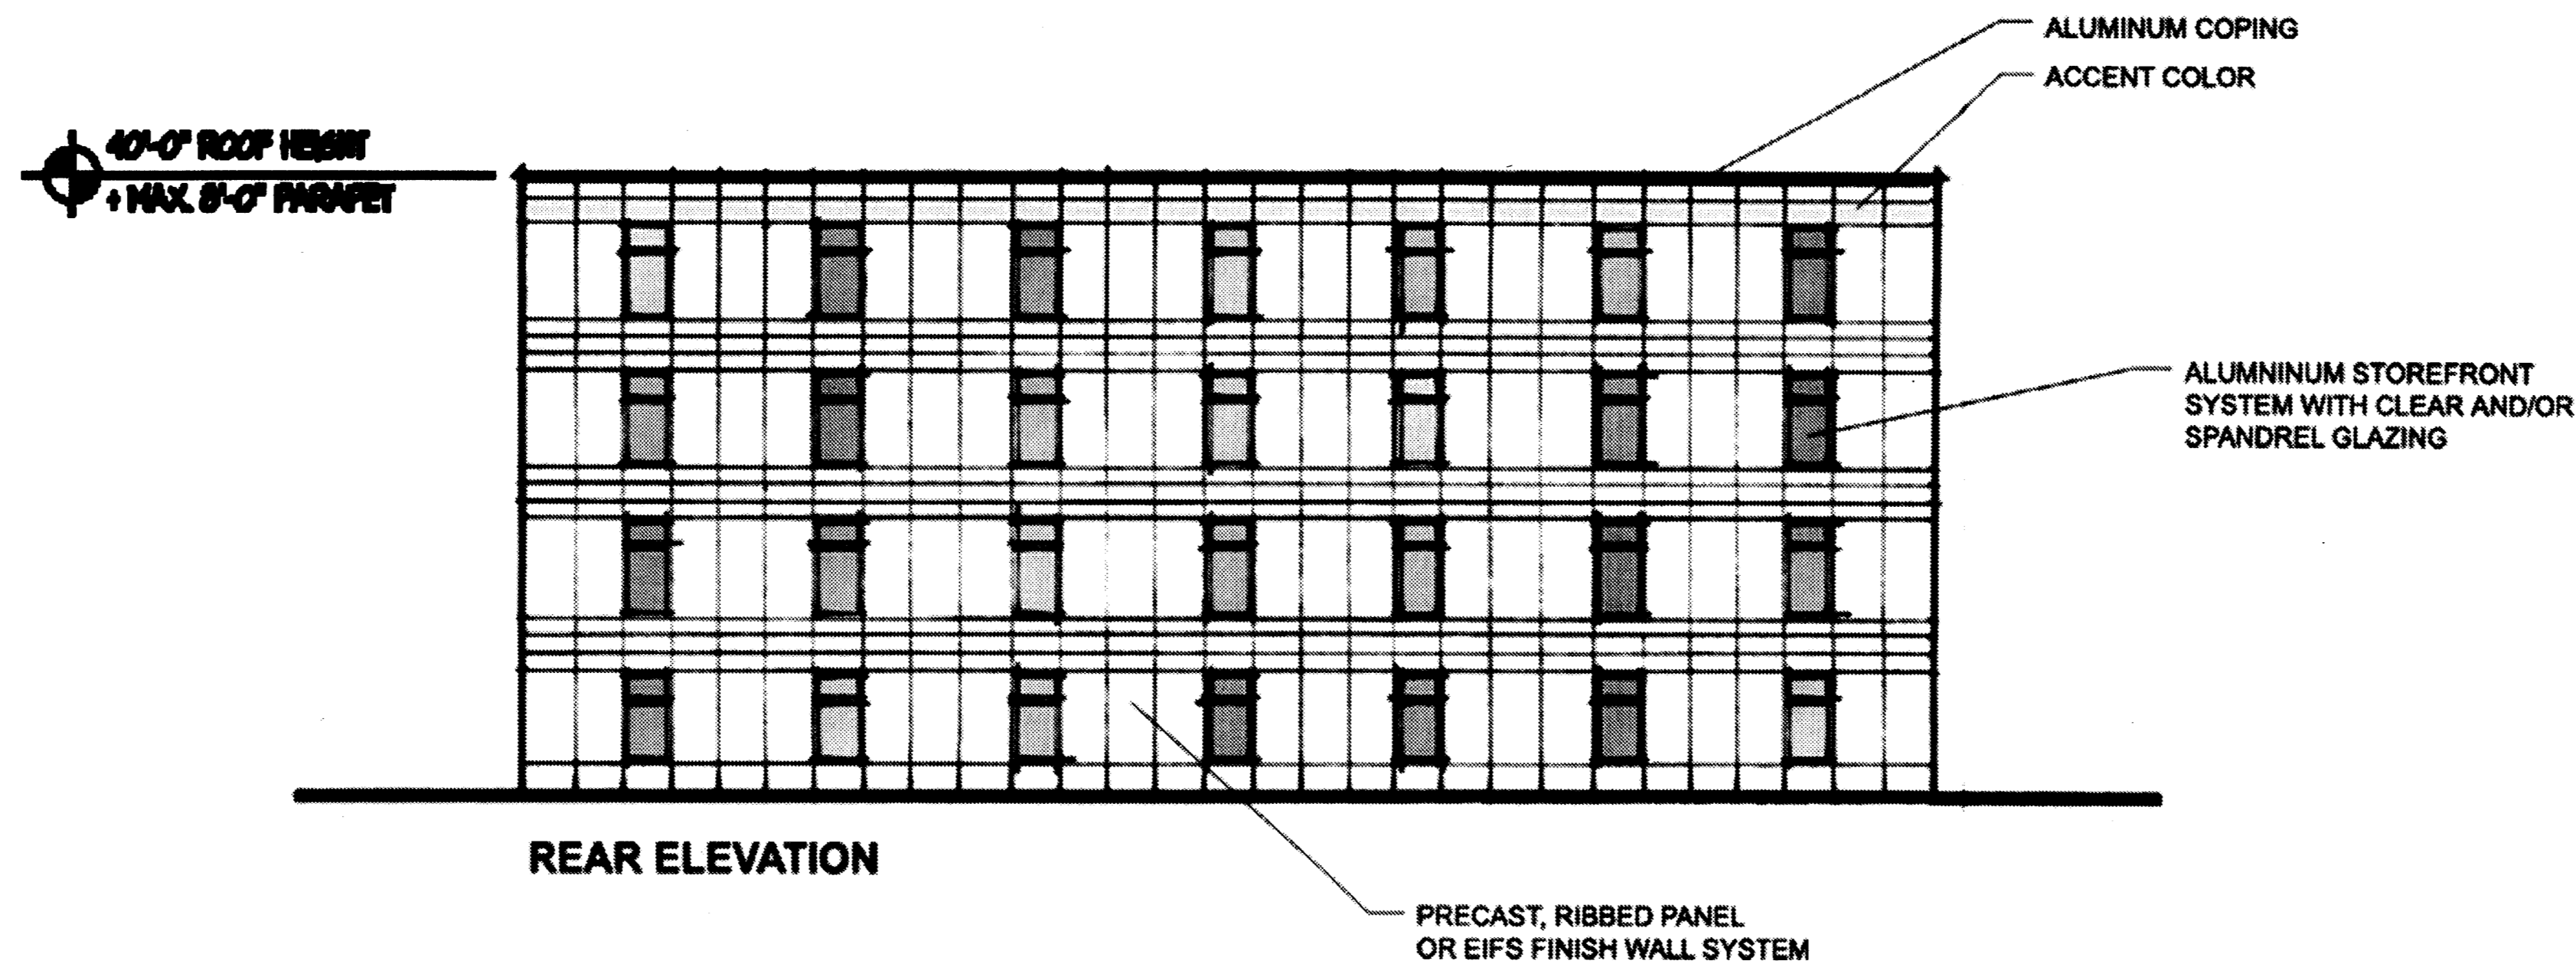 ALUMINUM COPING
ACCENT COLOR
40'-0" ROOF HEIGHT
+ MAX. 8'-0" PARAPET
ALUMNINUM STOREFRONT
SYSTEM WITH CLEAR AND/OR
SPANDREL GLAZING
REAR ELEVATION
PRECAST, RIBBED PANEL
OR EIFS FINISH WALL SYSTEM